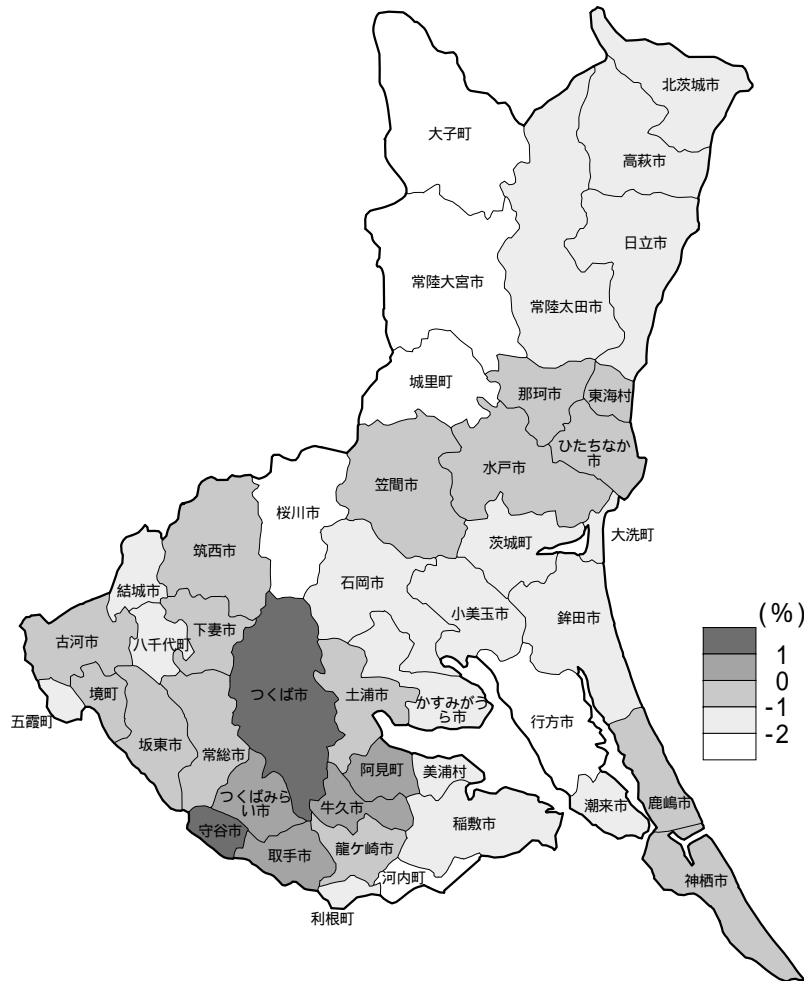 北茨城市
大子町
高萩市
日立市
常陸大宮市
常陸太田市
城里町
那珂市
東海村
ひたちなか
市
水戸市
笠間市
桜川市
茨城町
大洗町
筑西市
石岡市
結城市
小美玉市
鉾田市
下妻市
八千代町
古河市
境町
つくば市
土浦市
かすみがう
ら市
五霞町
坂東市
常総市
行方市
阿見町
美浦村
つくばみら
い市
牛久市
潮来市
鹿嶋市
守谷市
取手市
龍ケ崎市
稲敷市
河内町
利根町
神栖市
(%)
1
0
-1
-2